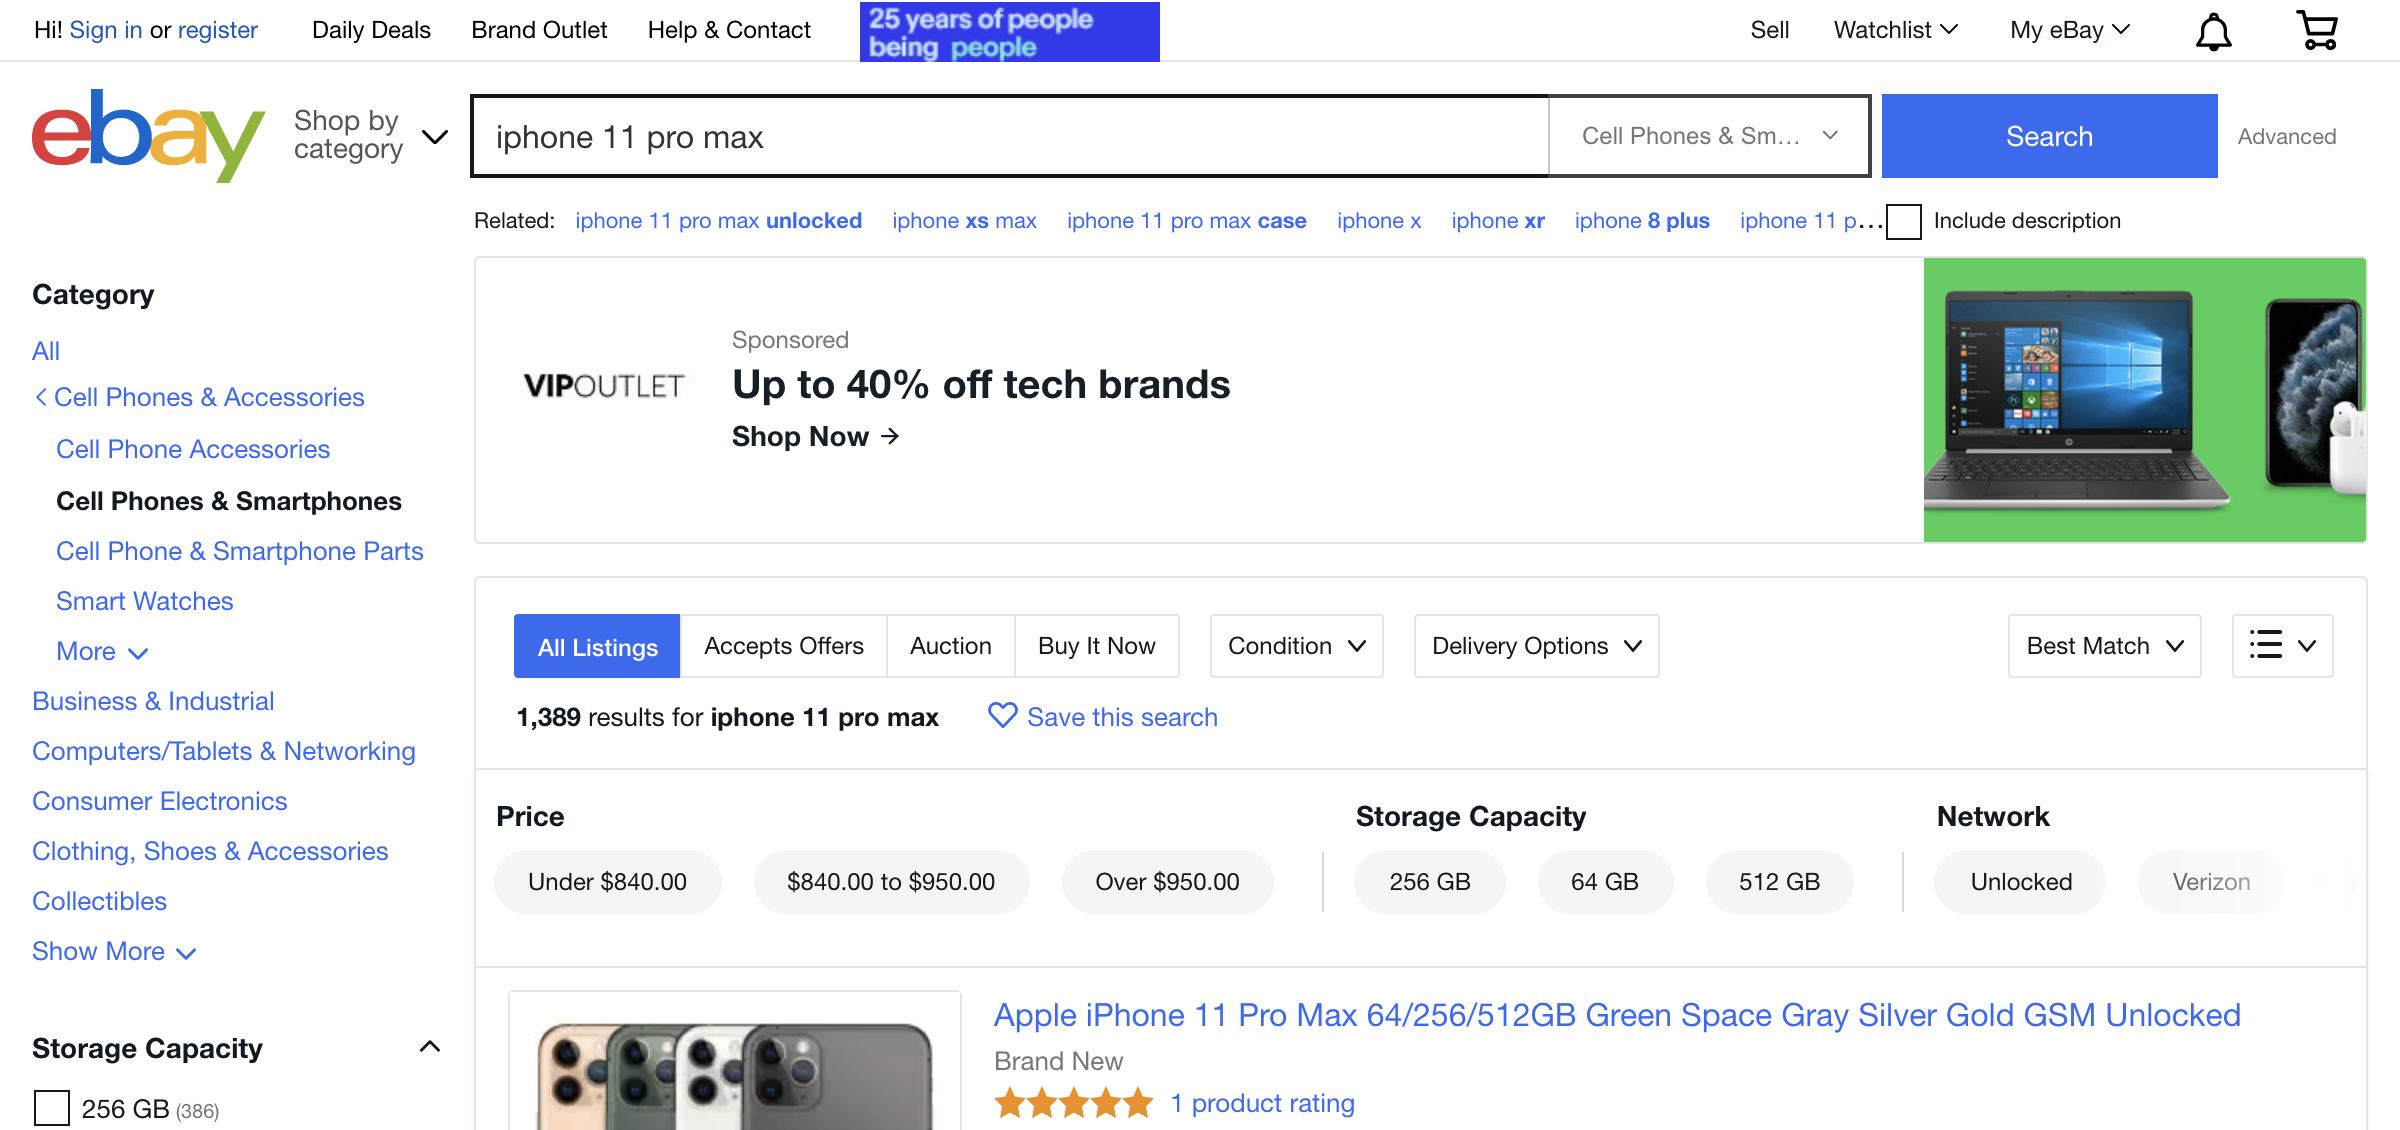 Hi! Sign in or register
Daily Deals
Brand Outlet
Help & Contact
25 years of people
being people
Sell
Watchlist
My eBay
ebay
Shop by
category
iphone 11 pro max
Cell Phones & Sm...
Search
Advanced
Related: iphone 11 pro max unlocked iphone xs max iphone 11 pro max case iphone x iphone xr iphone 8 plus iphone 11 p...
Include description
Category
All
Cell Phones & Accessories
Cell Phone Accessories
Cell Phones & Smartphones
Cell Phone & Smartphone Parts
Smart Watches
More
Business & Industrial
Computers/Tablets & Networking
Consumer Electronics
Clothing, Shoes & Accessories
Collectibles
Show More
Storage Capacity
256 GB (386)
Sponsored
VIPOUTLET
Up to 40% off tech brands
Shop Now
All Listings
Accepts Offers
Auction
Buy It Now
Condition
Delivery Options
Best Match
1,389 results for iphone 11 pro max
Save this search
Price
Under $840.00
$840.00 to $950.00
Over $950.00
Storage Capacity
256 GB
64 GB
512 GB
Network
Unlocked
Verizon
Apple iPhone 11 Pro Max 64/256/512GB Green Space Gray Silver Gold GSM Unlocked
Brand New
1 product rating